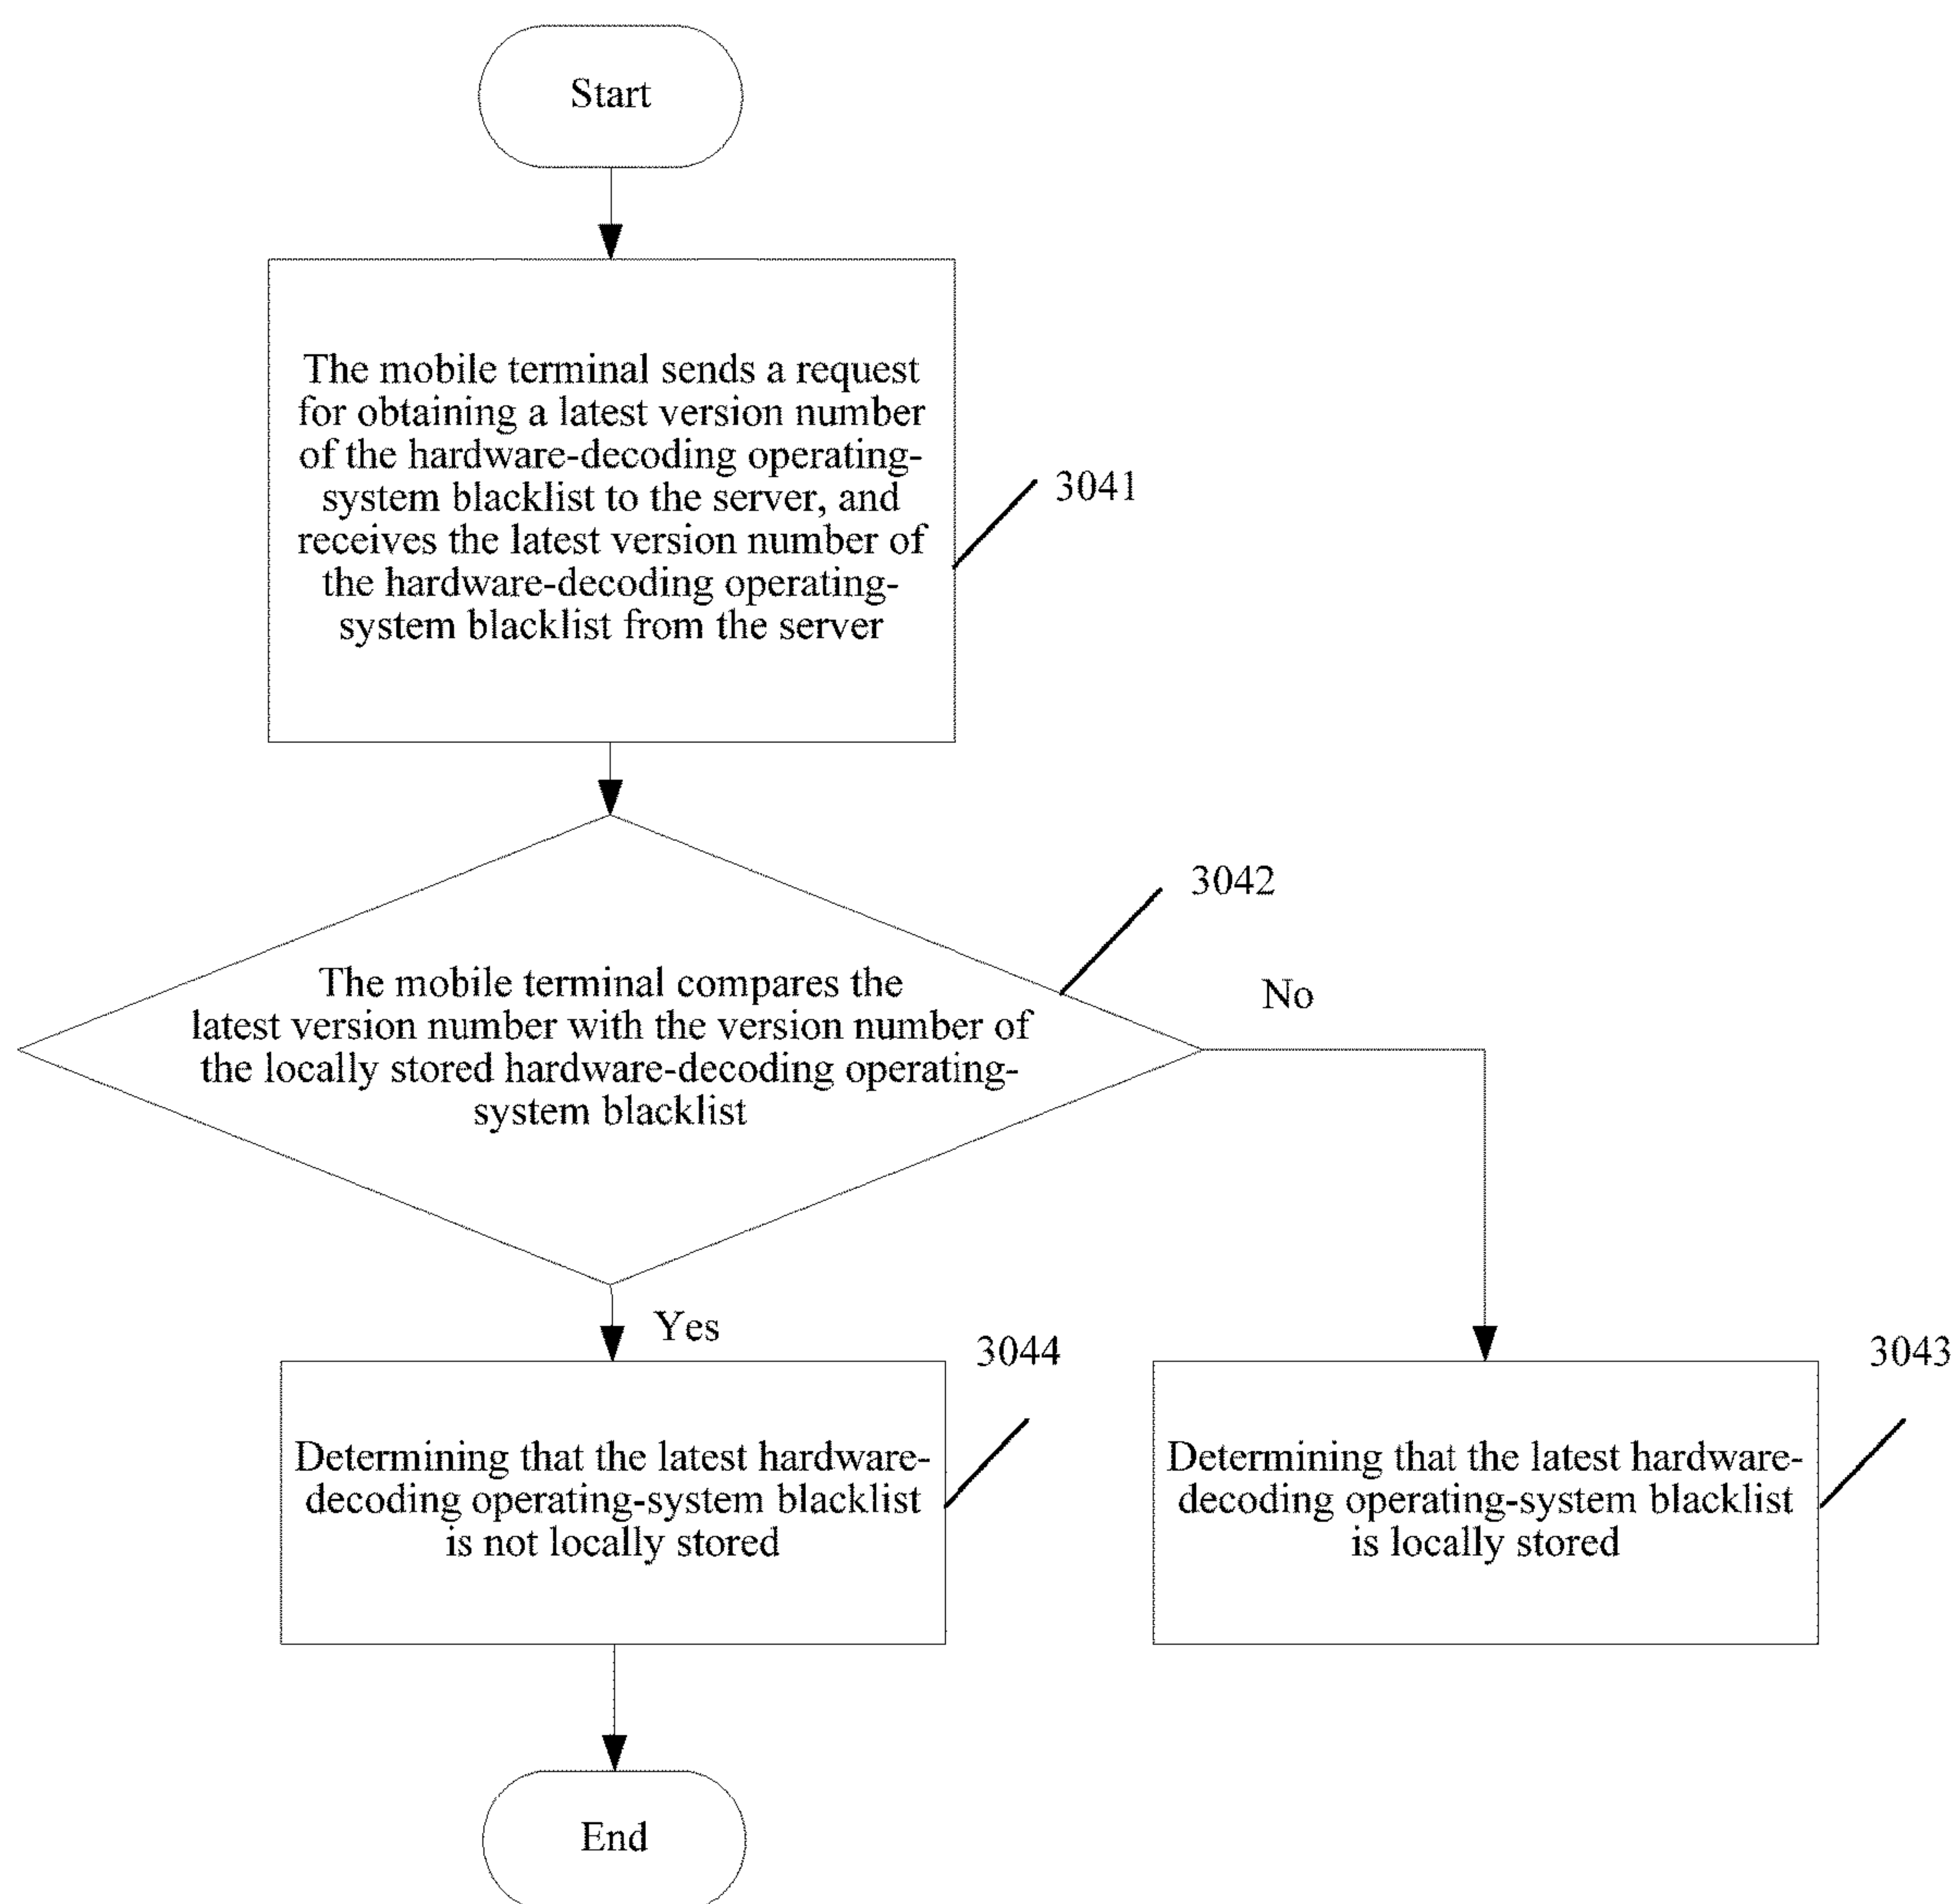 Start
The mobile terminal sends a request
for obtaining a latest version number
of the hardware-decoding operating-
system blacklist to the server, and
receives the latest version number of
the hardware-decoding operating-
system blacklist from the server
3041
3042
The mobile terminal compares the
latest version number with the version number of
the locally stored hardware-decoding operating-
system blacklist
No
Yes
3044
3043
Determining that the latest hardware-
decoding operating-system blacklist
is not locally stored
Determining that the latest hardware-
decoding operating-system blacklist
is locally stored
End